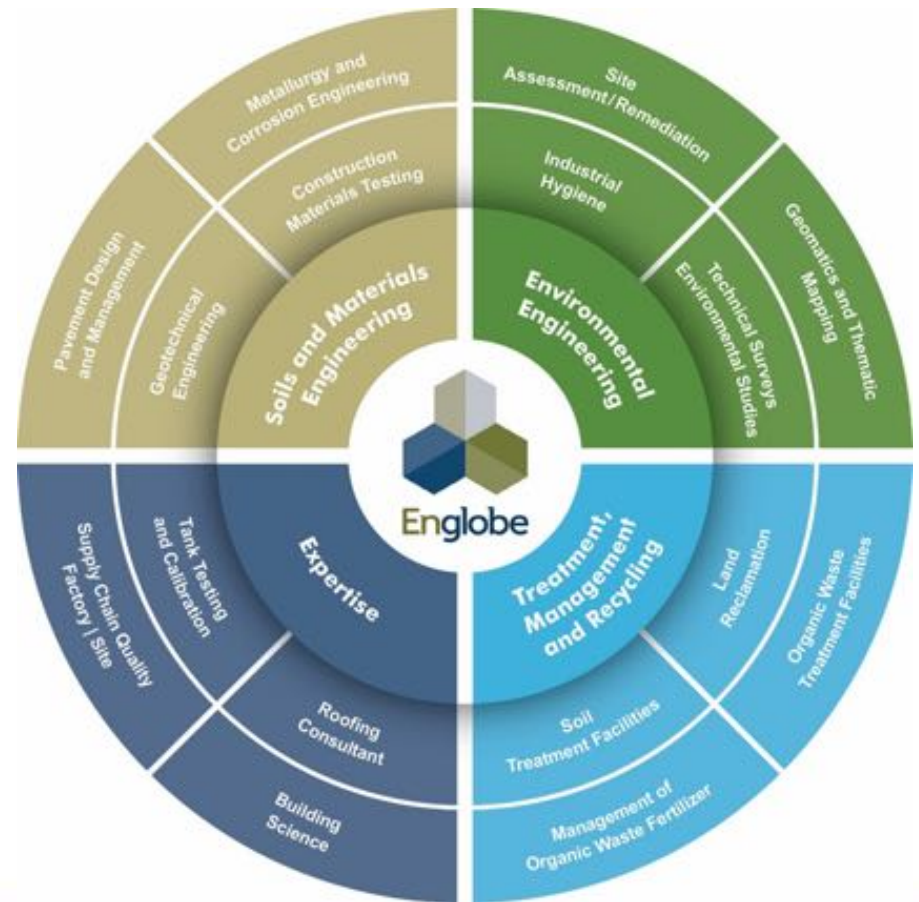 Metallurgy and
Corrosion Engineering
Construction
Materials Testing
Pavement Design
and Management
Geotechnical
Engineering
Soils and Materials
Engineering
Site
Assessment/Remediation
Industrial
Hygiene
Geomatics and Thematic
Mapping
Technical Surveys
Environmental Studies
Environmental
Engineering
Englobe
Expertise
Tank Testing
and Calibration
Supply Chain Quality
Factory | Site
Roofing
Consultant
Building
Science
Treatment,
Management
and Recycling
Land
Reclamation
Organic Waste
Treatment Facilities
Soil
Treatment Facilities
Management of
Organic Waste Fertilizer